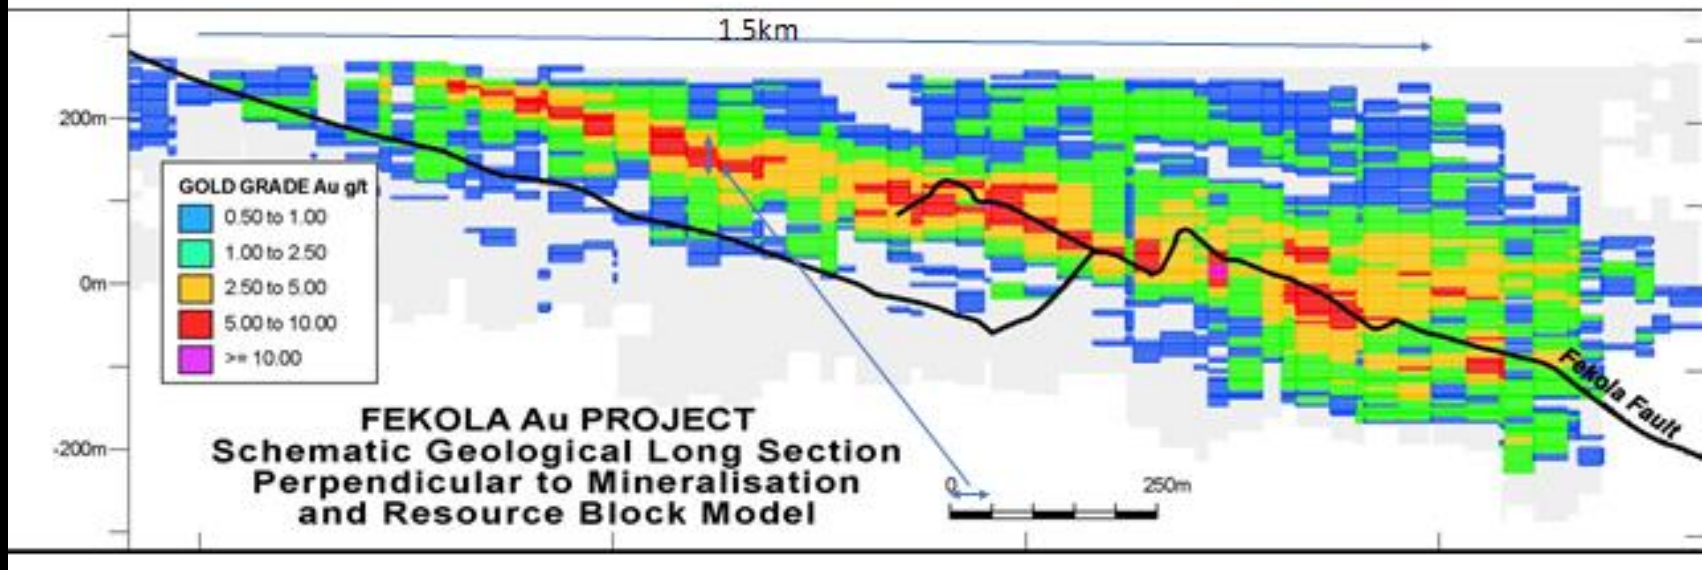 1.5km
200m
0m
-200m
GOLD GRADE Au g/t
0.50 to 1.00
1.00 to 2.50
2.50 to 5.00
5.00 to 10.00
>= 10.00
FEKOLA Au PROJECT
Schematic Geological Long Section
Perpendicular to Mineralisation
and Resource Block Model
0 250m
Fekola Fault